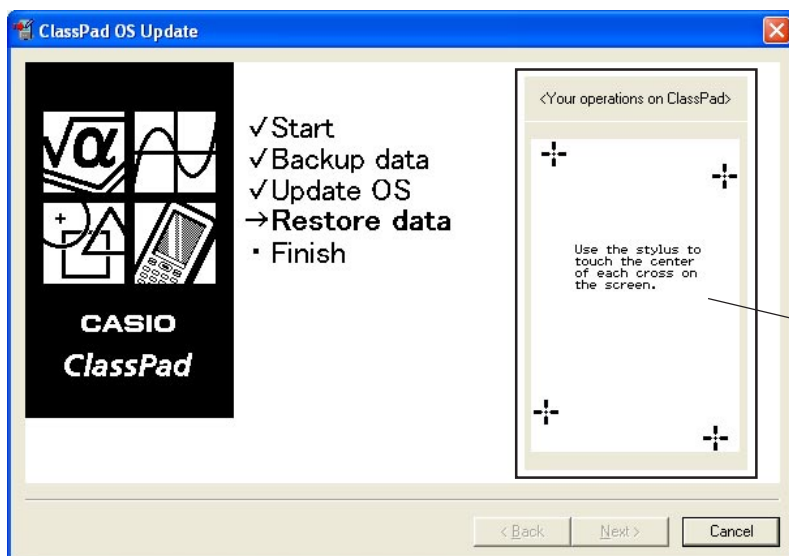 ClassPad OS Update
√Start
√Backup data
√Update OS
→Restore data
· Finish
CASIO
ClassPad
<Your operations on ClassPad>
Use the stylus to
touch the center
of each cross on
the screen.
< Back
Next >
Cancel